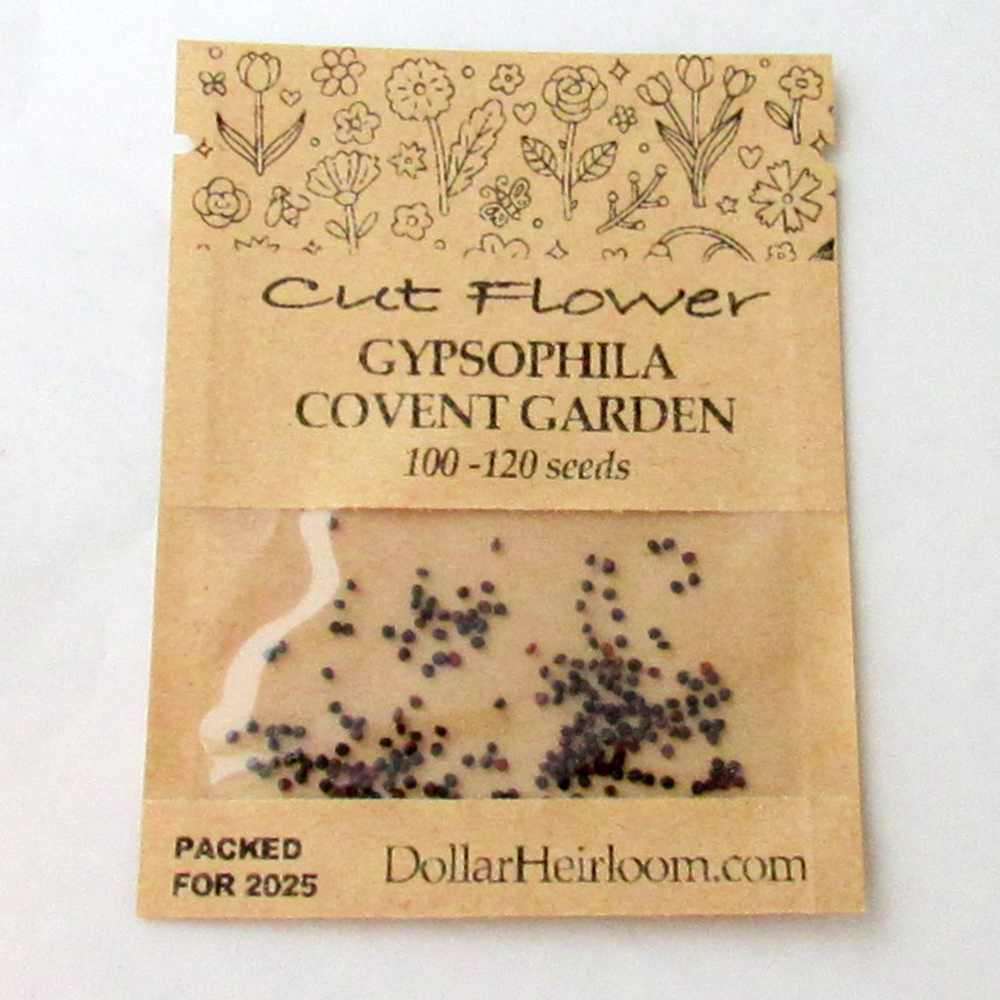 Cut Flower
GYPSOPHILA
COVENT GARDEN
100 -120 seeds
PACKED
FOR 2025
DollarHeirloom.com